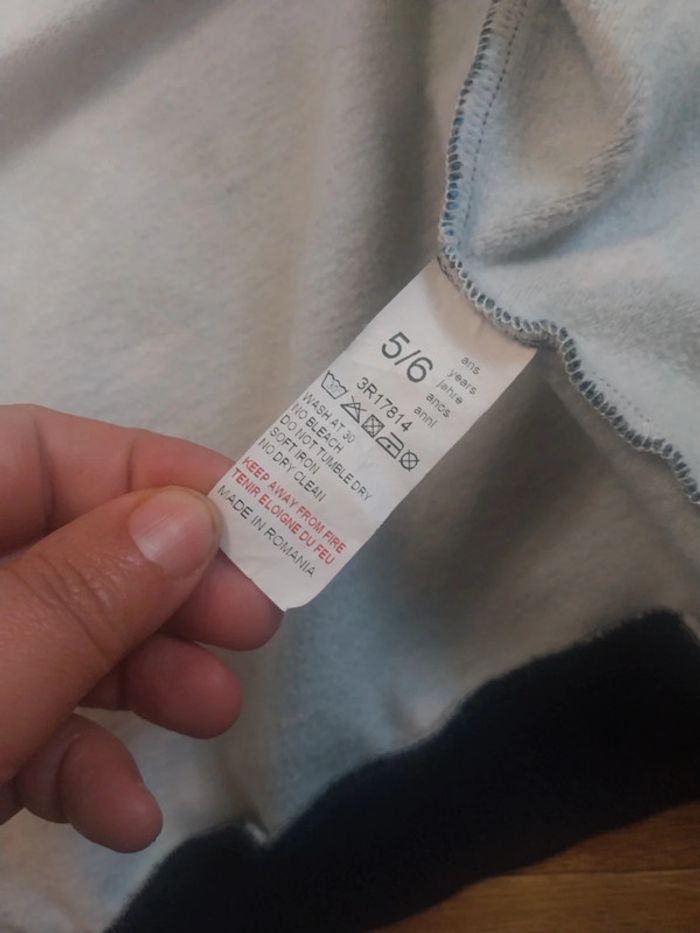 5/6
ans
years
jahre
anos
anni
3R17814
30
WASH AT 30
NO BLEACH
DO NOT TUMBLE DRY
SOFT IRON
NO DRY CLEAN
KEEP AWAY FROM FIRE
TENIR ELOIGNE DU FEU
MADE IN ROMANIA